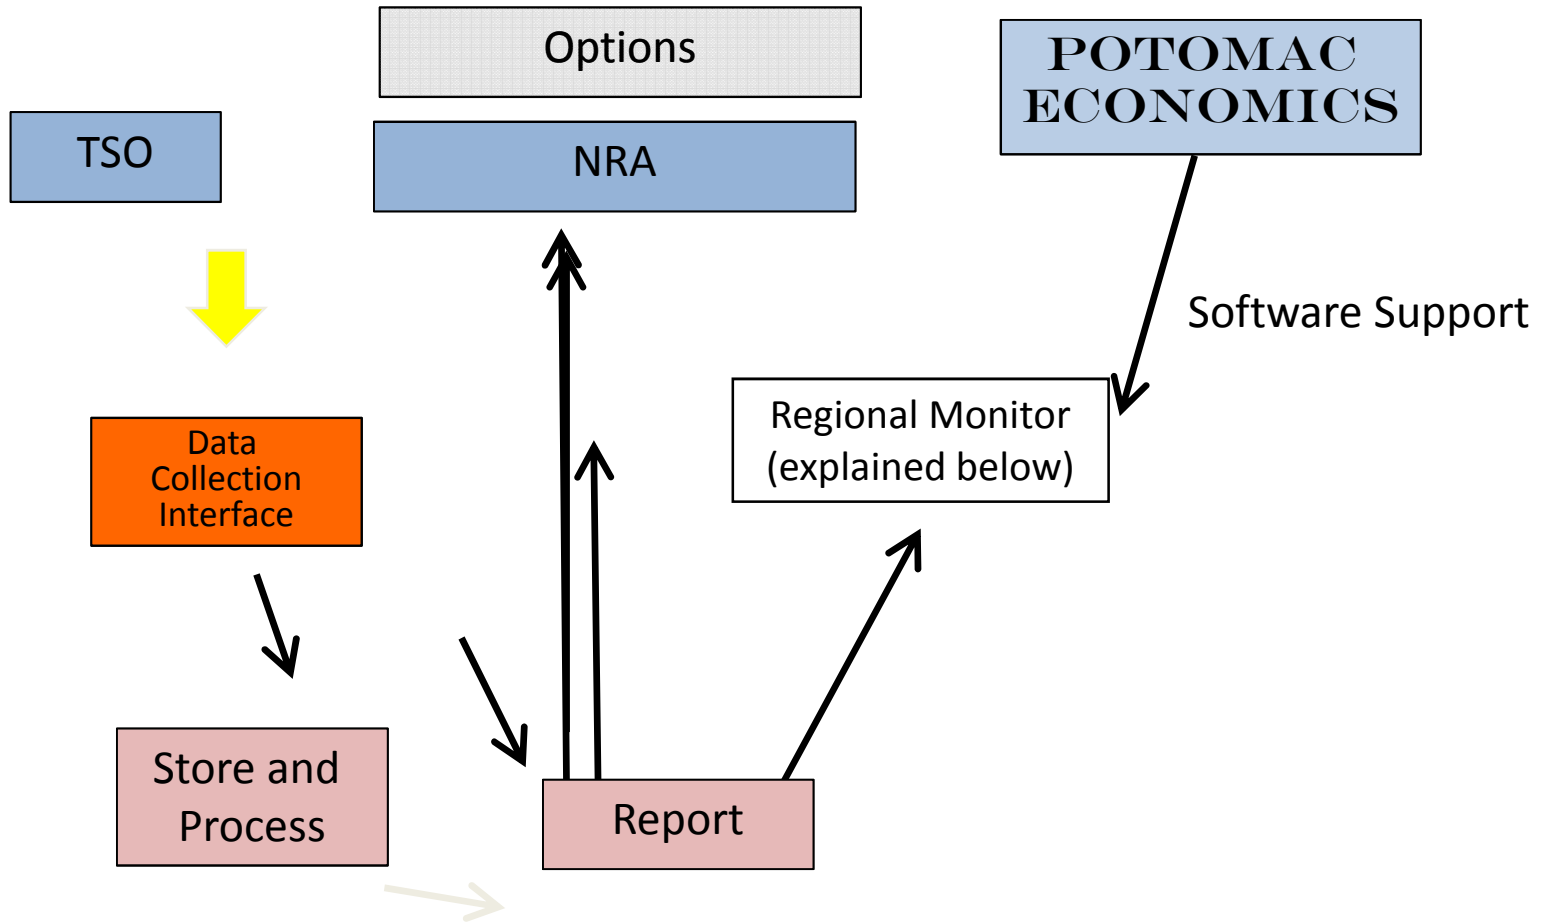 Options
POTOMAC
ECONOMICS
TSO
NRA
Software Support
Regional Monitor
(explained below)
Data
Collection
Interface
Store and
Process
Report